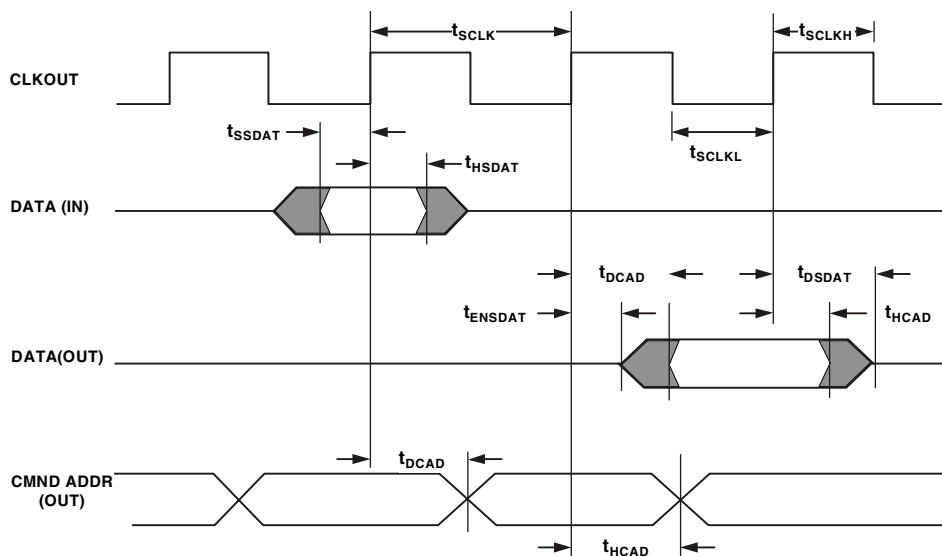 tSCLK
tSCLKH
CLKOUT
tSSDAT
tSCLKL
tHSDAT
DATA (IN)
tDCAD
tDSDAT
tENSDAT
tHCAD
DATA(OUT)
tDCAD
CMND ADDR
(OUT)
tHCAD